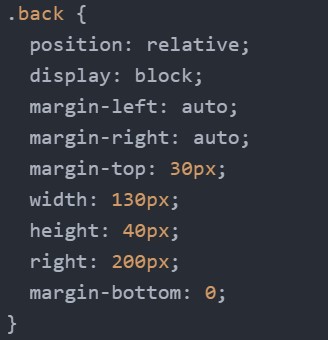 .back {
  position: relative;
  display: block;
  margin-left: auto;
  margin-right: auto;
  margin-top: 30px;
  width: 130px;
  height: 40px;
  right: 200px;
  margin-bottom: 0;
}